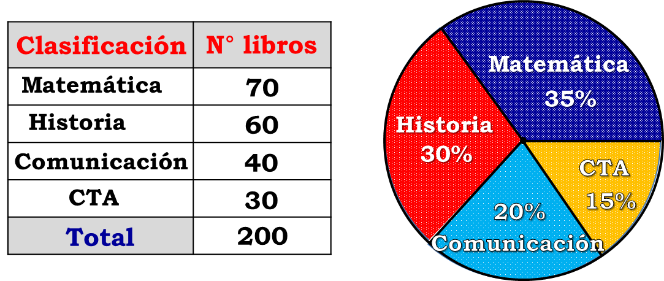 Clasificación N° libros
Matemática 70
Historia 60
Comunicación 40
CTA 30
Total 200
Matemática
35%
Historia
30%
CTA
15%
20%
Comunicación